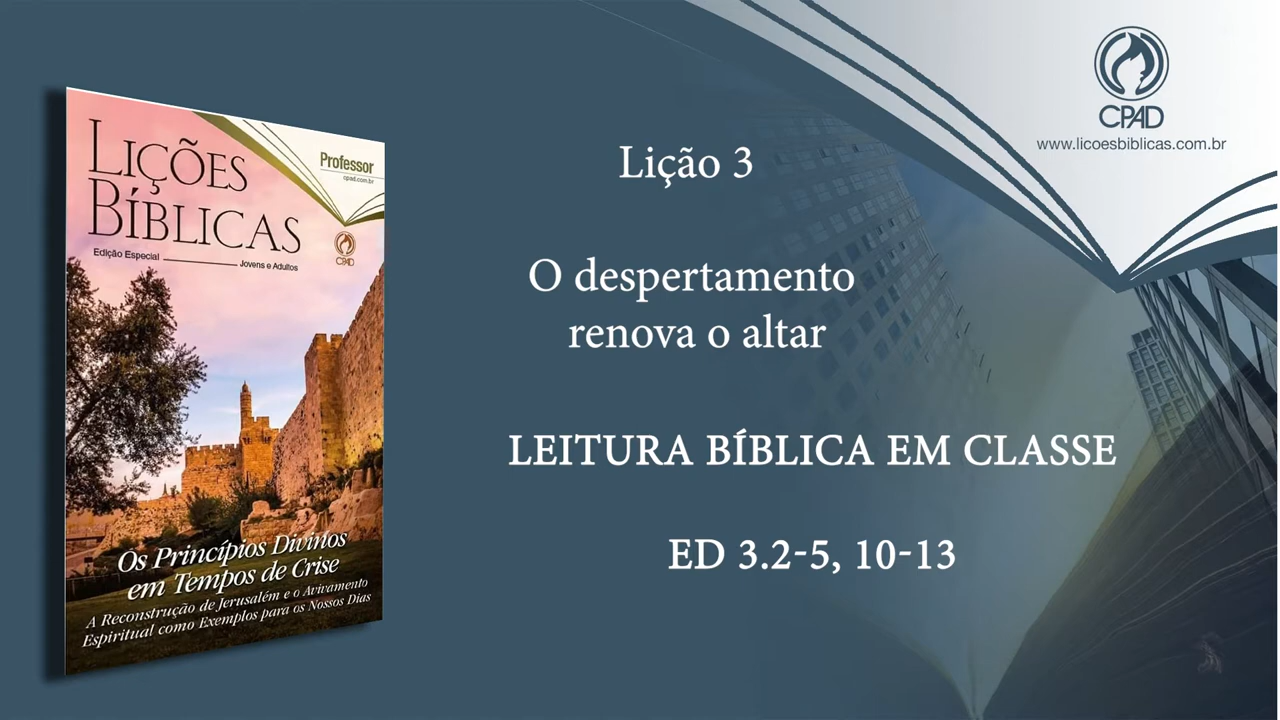 LIÇÕES
BÍBLICAS
Professor
cpad.com.br
Edição Especial
Jovens e Adultos
CPAD
Os Princípios Divinos
em Tempos de Crise
A Reconstrução de Jerusalém e o Avivamento
Espiritual como Exemplos para os Nossos Dias
Lição 3
O despertamento
renova o altar
LEITURA BÍBLICA EM CLASSE
ED 3.2-5, 10-13
CPAD
www.licoesbiblicas.com.br